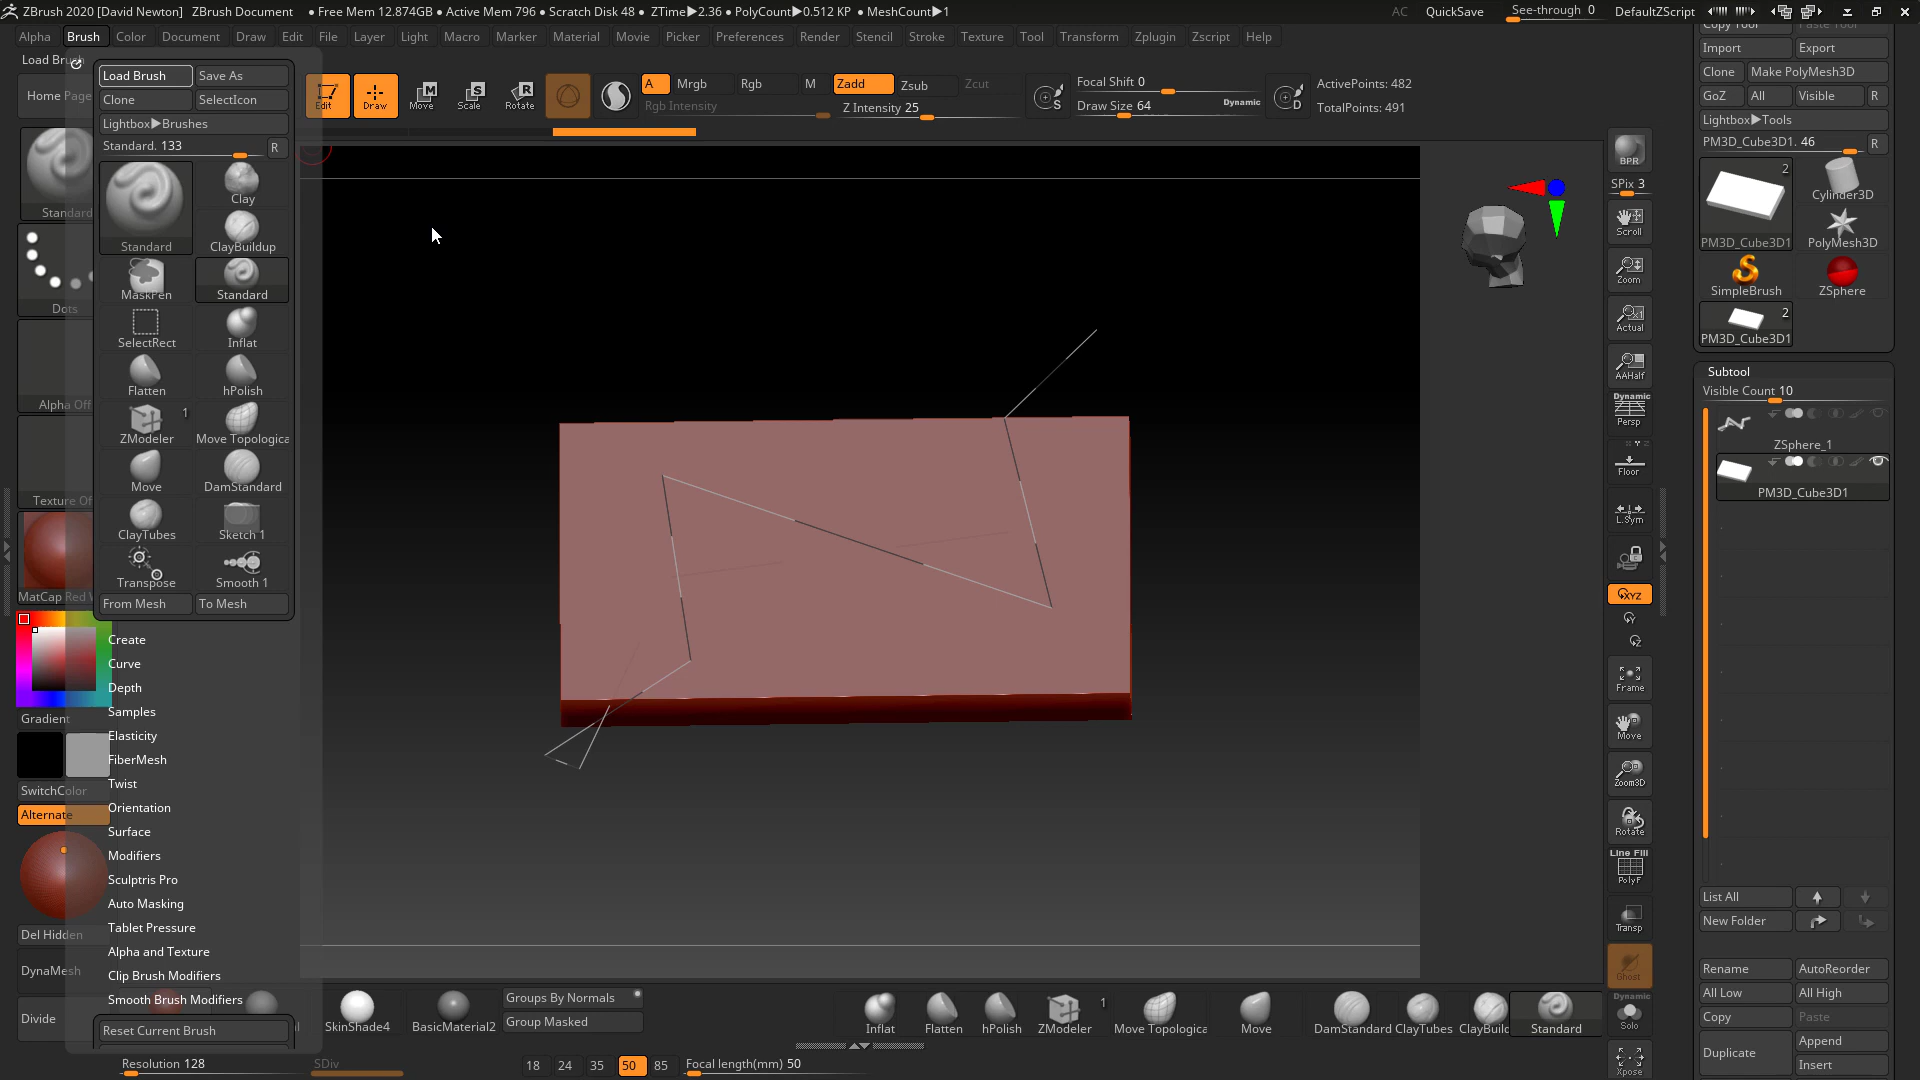 ZBrush 2020 [David Newton] ZBrush Document • Free Mem 12.874GB • Active Mem 796 • Scratch Disk 48 • ZTime▶2.36 • PolyCount▶0.512 KP • MeshCount▶1 AC QuickSave See-through 0 DefaultZScript
Alpha Brush Color Document Draw Edit File Layer Light Macro Marker Material Movie Picker Preferences Render Stencil Stroke Texture Tool Transform Zplugin Zscript Help
Load Brush Save As
Clone SelectIcon
Lightbox▶Brushes
Standard. 133 R
Standard
Clay
ClayBuildup
MaskPen Standard
SelectRect Inflat
Flatten hPolish
ZModeler 1 Move Topologica
Move DamStandard
ClayTubes Sketch 1
Transpose Smooth 1
From Mesh To Mesh
Create
Curve
Depth
Samples
Elasticity
FiberMesh
Twist
Orientation
Surface
Modifiers
Sculptris Pro
Auto Masking
Tablet Pressure
Alpha and Texture
Clip Brush Modifiers
Smooth Brush Modifiers
Reset Current Brush
Home Page
Standard
Dots
Alpha Off
Texture Of
MatCap Red
Gradient
SwitchColor
Alternate
Del Hidden
DynaMesh
Divide
Edit Draw Move Scale Rotate
A Mrgb Rgb M
Rgb Intensity
Zadd Zsub Zcut
Z Intensity 25
Focal Shift 0
Draw Size 64 Dynamic
ActivePoints: 482
TotalPoints: 491
BPR
SPix 3
Scroll
Zoom
Actual
AAHalf
Dynamic
Persp
Floor
L.Sym
XYZ
Frame
Move
Zoom3D
Rotate
Line Fill
PolyF
Transp
Ghost
Dynamic
Solo
Xpose
Copy Tool Paste Tool
Import Export
Clone Make PolyMesh3D
GoZ All Visible R
Lightbox▶Tools
PM3D_Cube3D1. 46 R
2
PM3D_Cube3D1
Cylinder3D
PolyMesh3D
SimpleBrush ZSphere
2
PM3D_Cube3D1
Subtool
Visible Count 10
ZSphere_1
PM3D_Cube3D1
List All
New Folder
Rename AutoReorder
All Low All High
Copy Paste
Duplicate Append
Insert
SkinShade4 BasicMaterial2
Groups By Normals
Group Masked
Inflat Flatten hPolish ZModeler 1 Move Topologica Move DamStandard ClayTubes ClayBuild Standard
Resolution 128 SDiv 18 24 35 50 85 Focal length(mm) 50